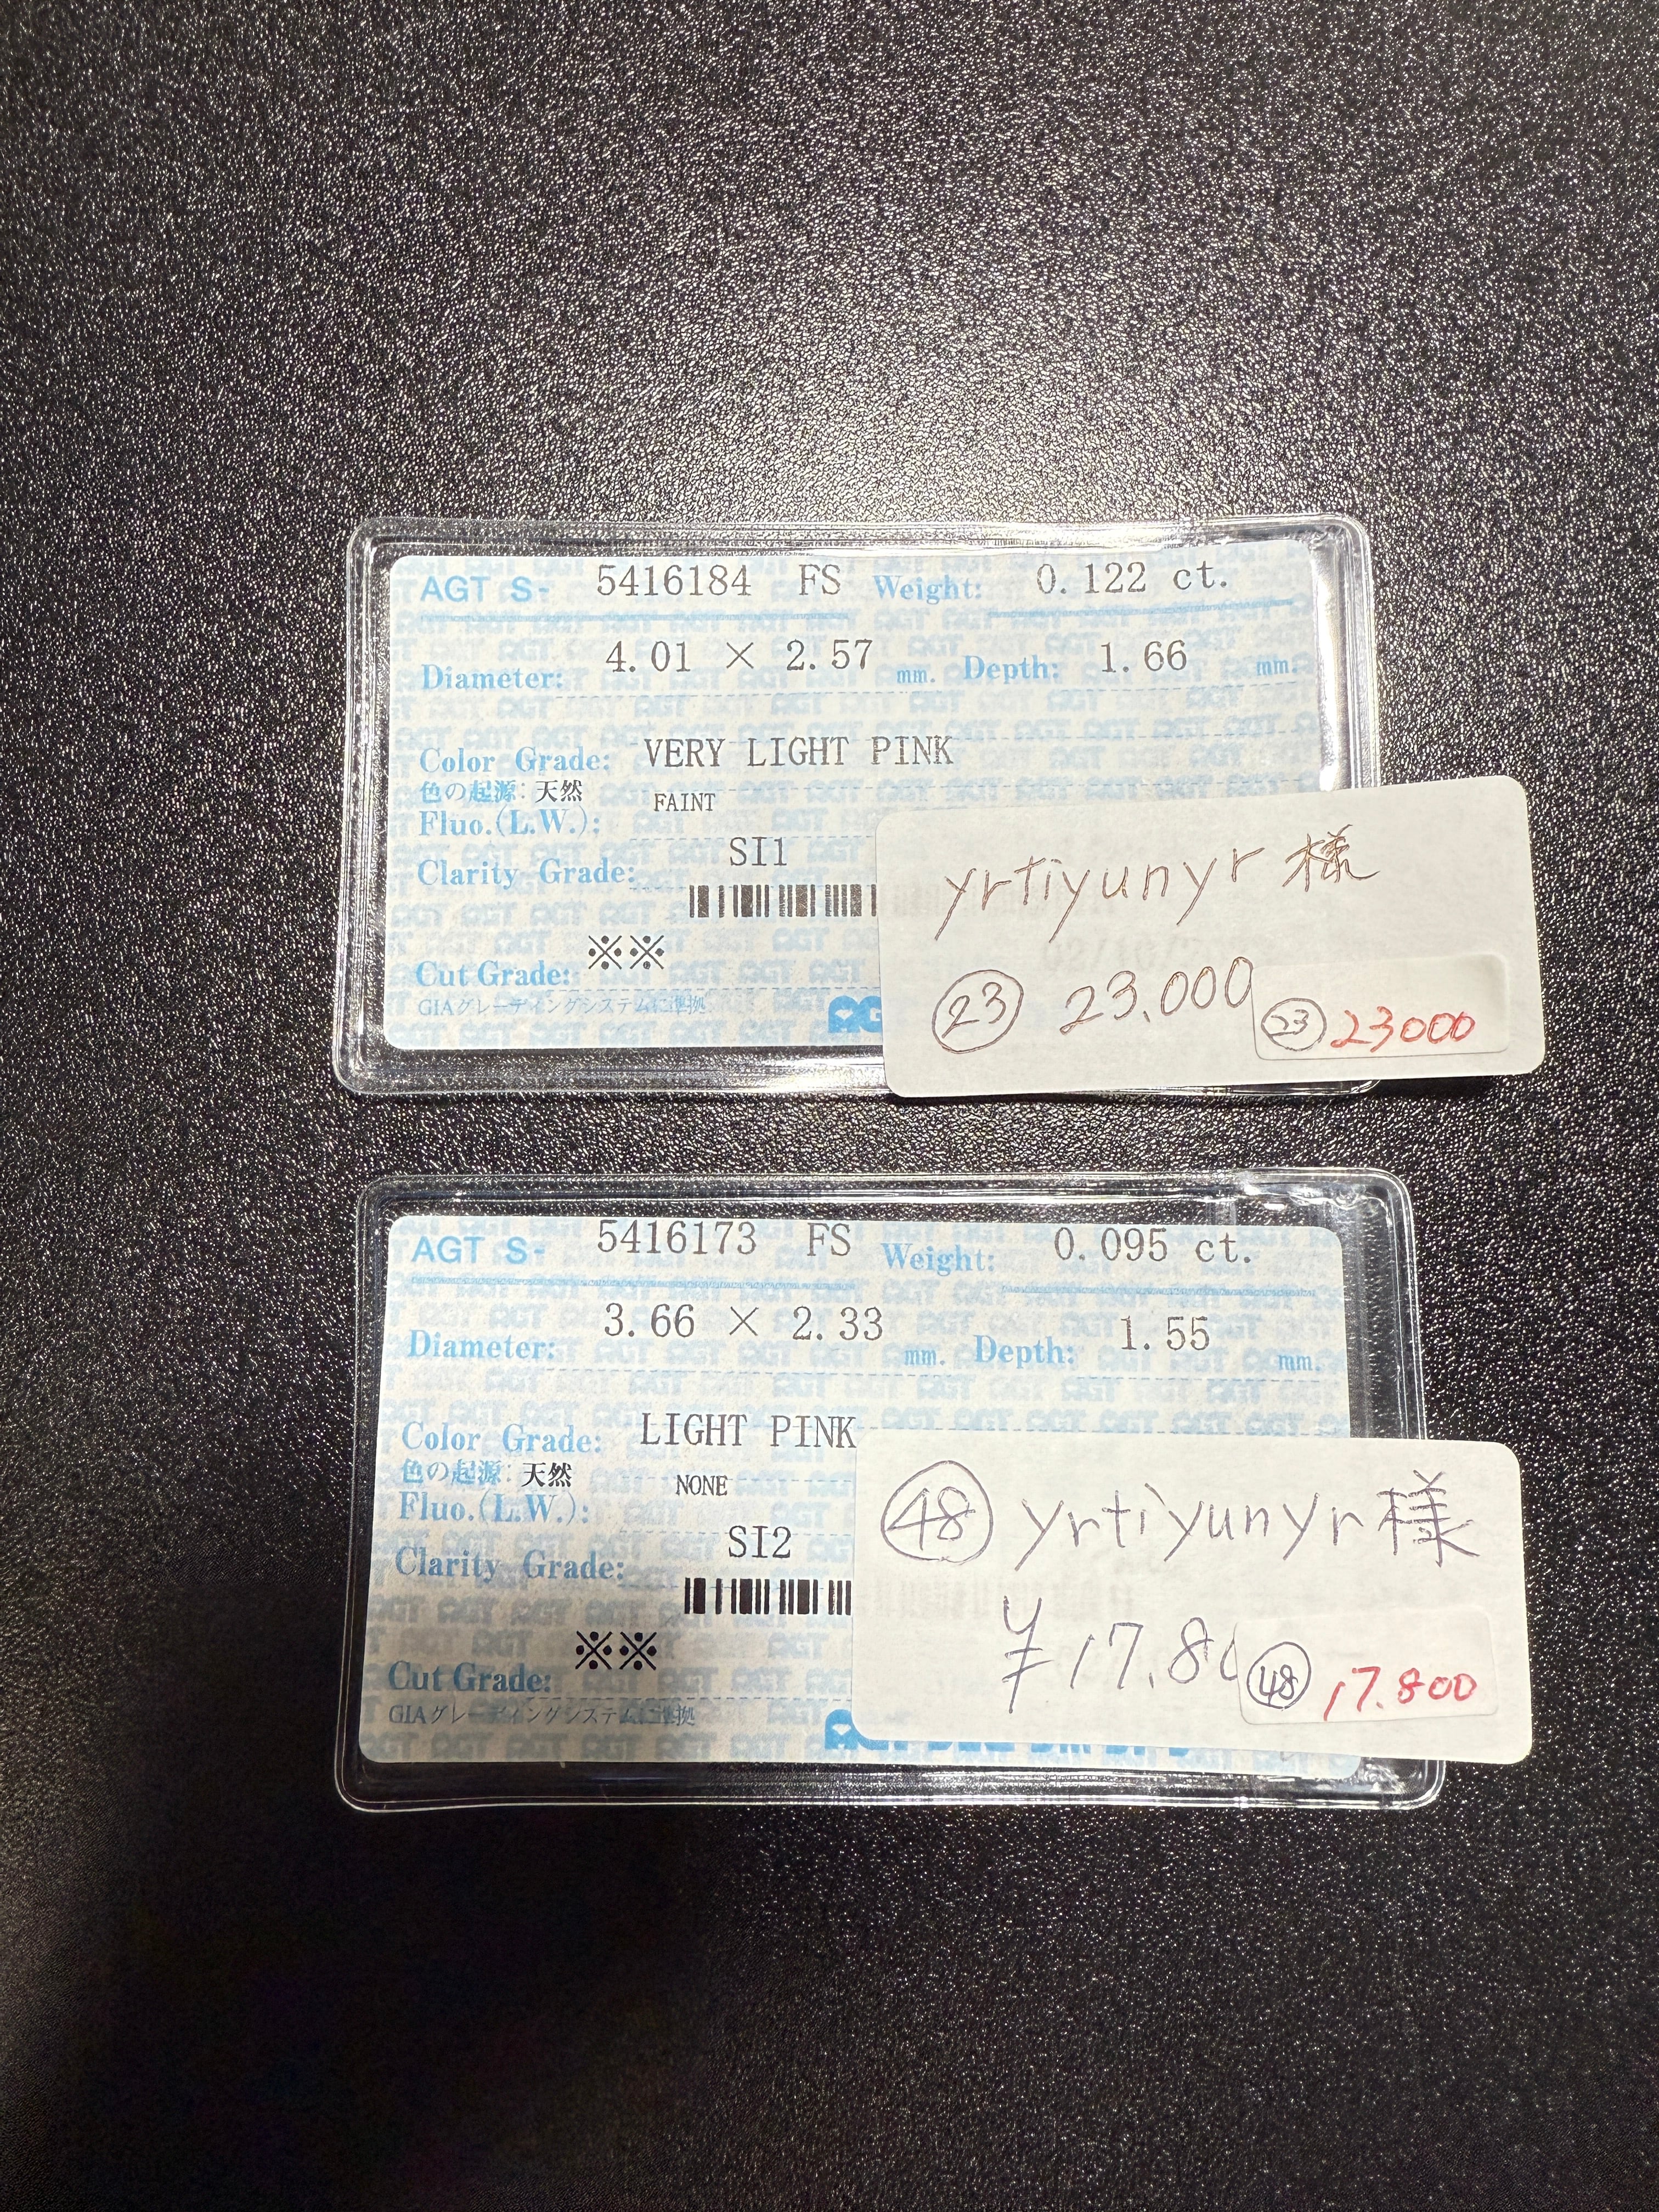 AGT S- 5416184 FS Weight: 0.122 ct.
Diameter: 4.01 × 2.57 mm. Depth: 1.66 mm.
Color Grade: VERY LIGHT PINK
色の起源: 天然
Fluo.(L.W.): FAINT
Clarity Grade: SI1
Cut Grade: ※※
GIAグレーディングシステムに準拠
yrtiyunyr 様
㉓ 23.000
㉓ 23000
AGT S- 5416173 FS Weight: 0.095 ct.
Diameter: 3.66 × 2.33 mm. Depth: 1.55 mm.
Color Grade: LIGHT PINK
色の起源: 天然
Fluo.(L.W.): NONE
Clarity Grade: SI2
Cut Grade: ※※
GIAグレーディングシステムに準拠
㊽ yrtiyunyr 様
¥17.80
㊽ 17.800